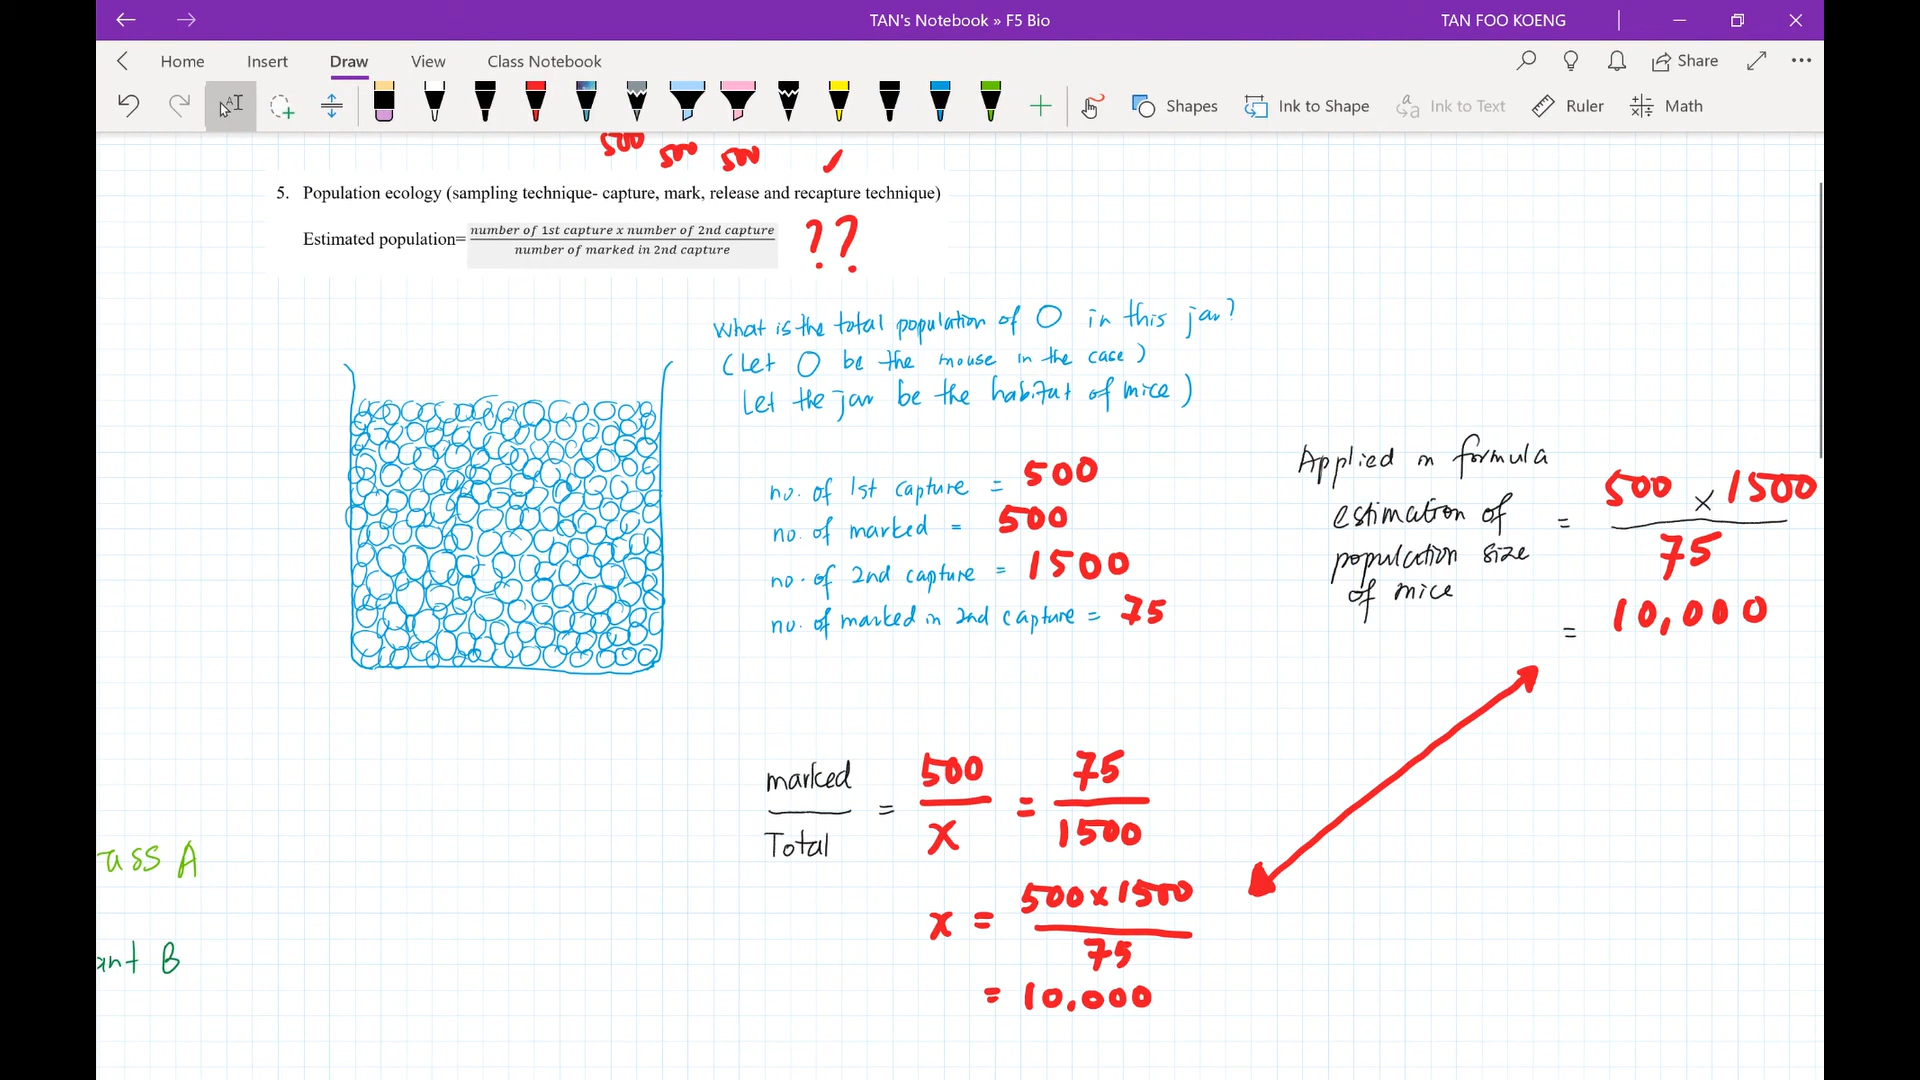 TAN's Notebook » F5 Bio
TAN FOO KOENG
Home Insert Draw View Class Notebook
Share
Shapes Ink to Shape Ink to Text Ruler Math
500 500 500
5. Population ecology (sampling technique- capture, mark, release and recapture technique)
Estimated population= number of 1st capture x number of 2nd capture
number of marked in 2nd capture
??
What is the total population of O in this jar?
(Let O be the mouse in the case)
Let the jar be the habitat of mice)
no. of 1st capture = 500
no. of marked = 500
no. of 2nd capture = 1500
no. of marked in 2nd capture = 75
Applied in formula
estimation of population size of mice = 500 x 1500
75
= 10,000
marked
Total
= 500
x
= 75
1500
x = 500 x 1500
75
= 10,000
ass A
ant B